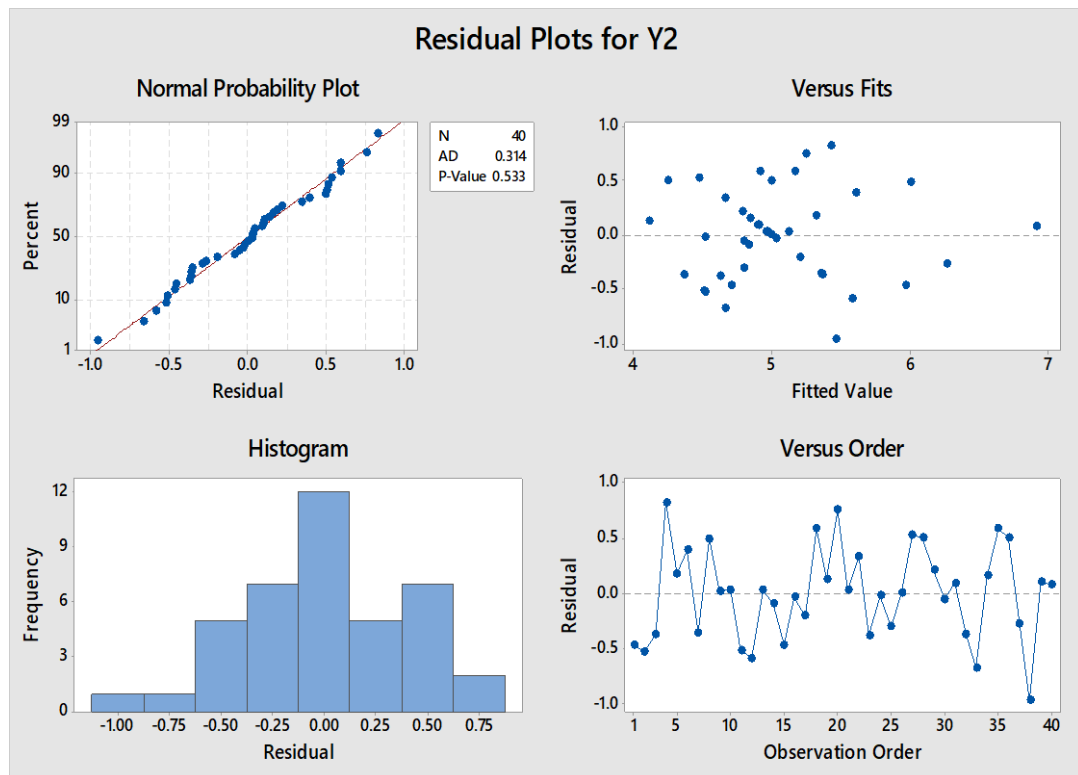 Residual Plots for Y2
Normal Probability Plot
99
90
50
10
1
Percent
-1.0 -0.5 0.0 0.5 1.0
Residual
N 40
AD 0.314
P-Value 0.533
Versus Fits
1.0
0.5
0.0
-0.5
-1.0
Residual
4 5 6 7
Fitted Value
Histogram
12
9
6
3
0
Frequency
-1.00 -0.75 -0.50 -0.25 0.00 0.25 0.50 0.75
Residual
Versus Order
1.0
0.5
0.0
-0.5
-1.0
Residual
1 5 10 15 20 25 30 35 40
Observation Order